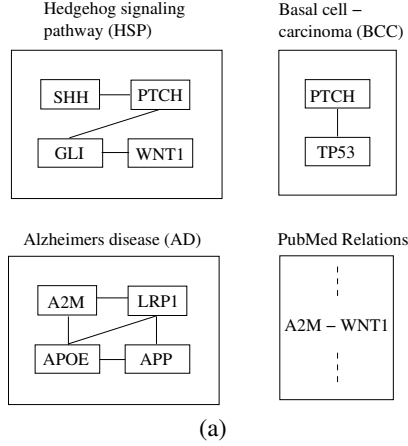 Hedgehog signaling
pathway (HSP)
SHH
PTCH
GLI
WNT1
Basal cell −
carcinoma (BCC)
PTCH
TP53
Alzheimers disease (AD)
A2M
LRP1
APOE
APP
PubMed Relations
A2M − WNT1
(a)